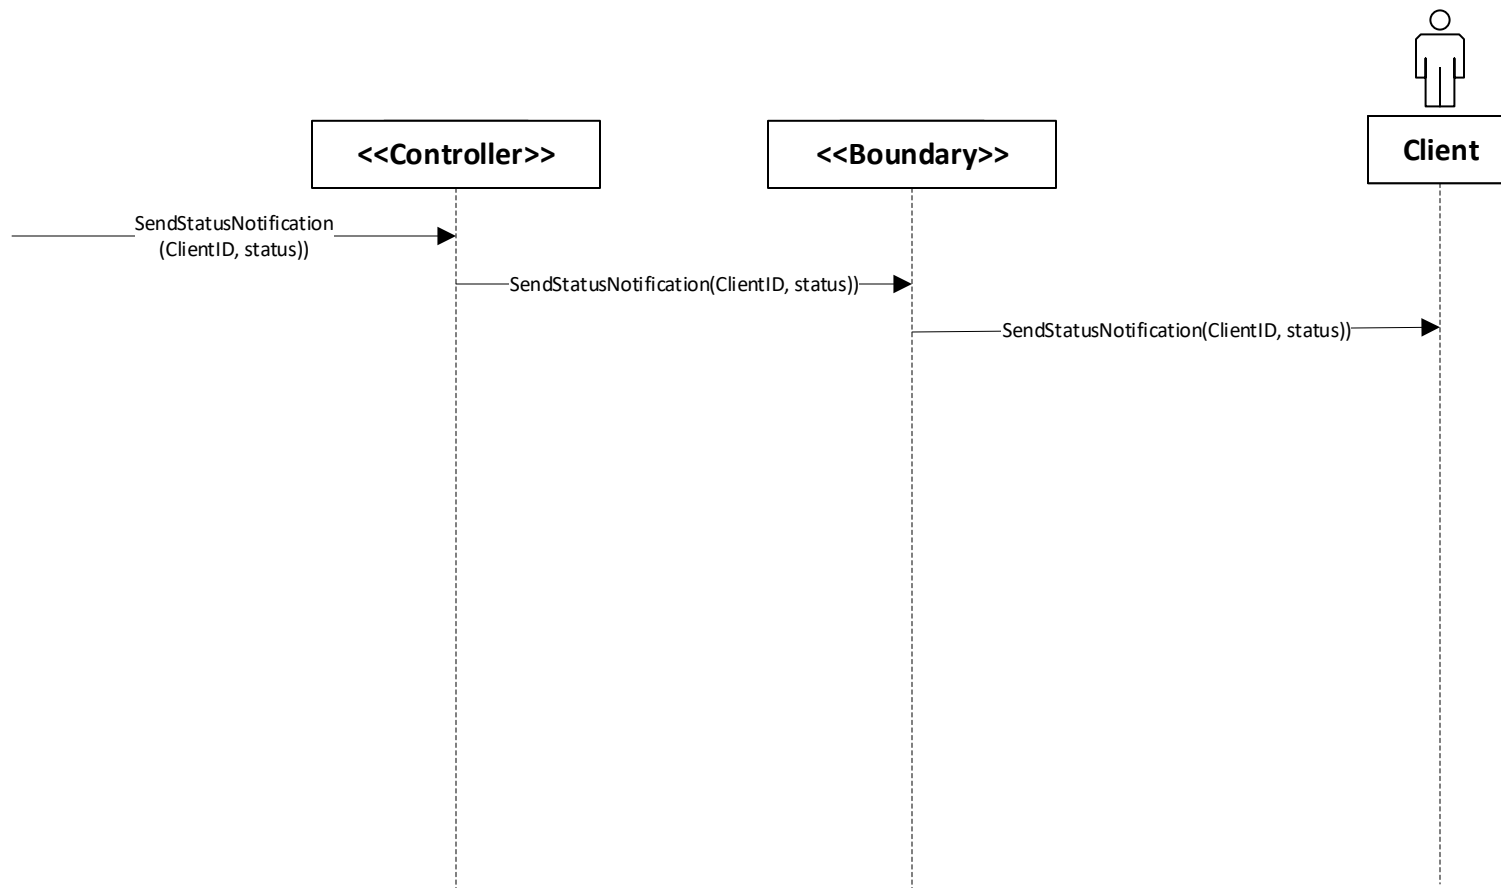 <<Controller>>
<<Boundary>>
Client
SendStatusNotification
(ClientID, status))
SendStatusNotification(ClientID, status))
SendStatusNotification(ClientID, status))